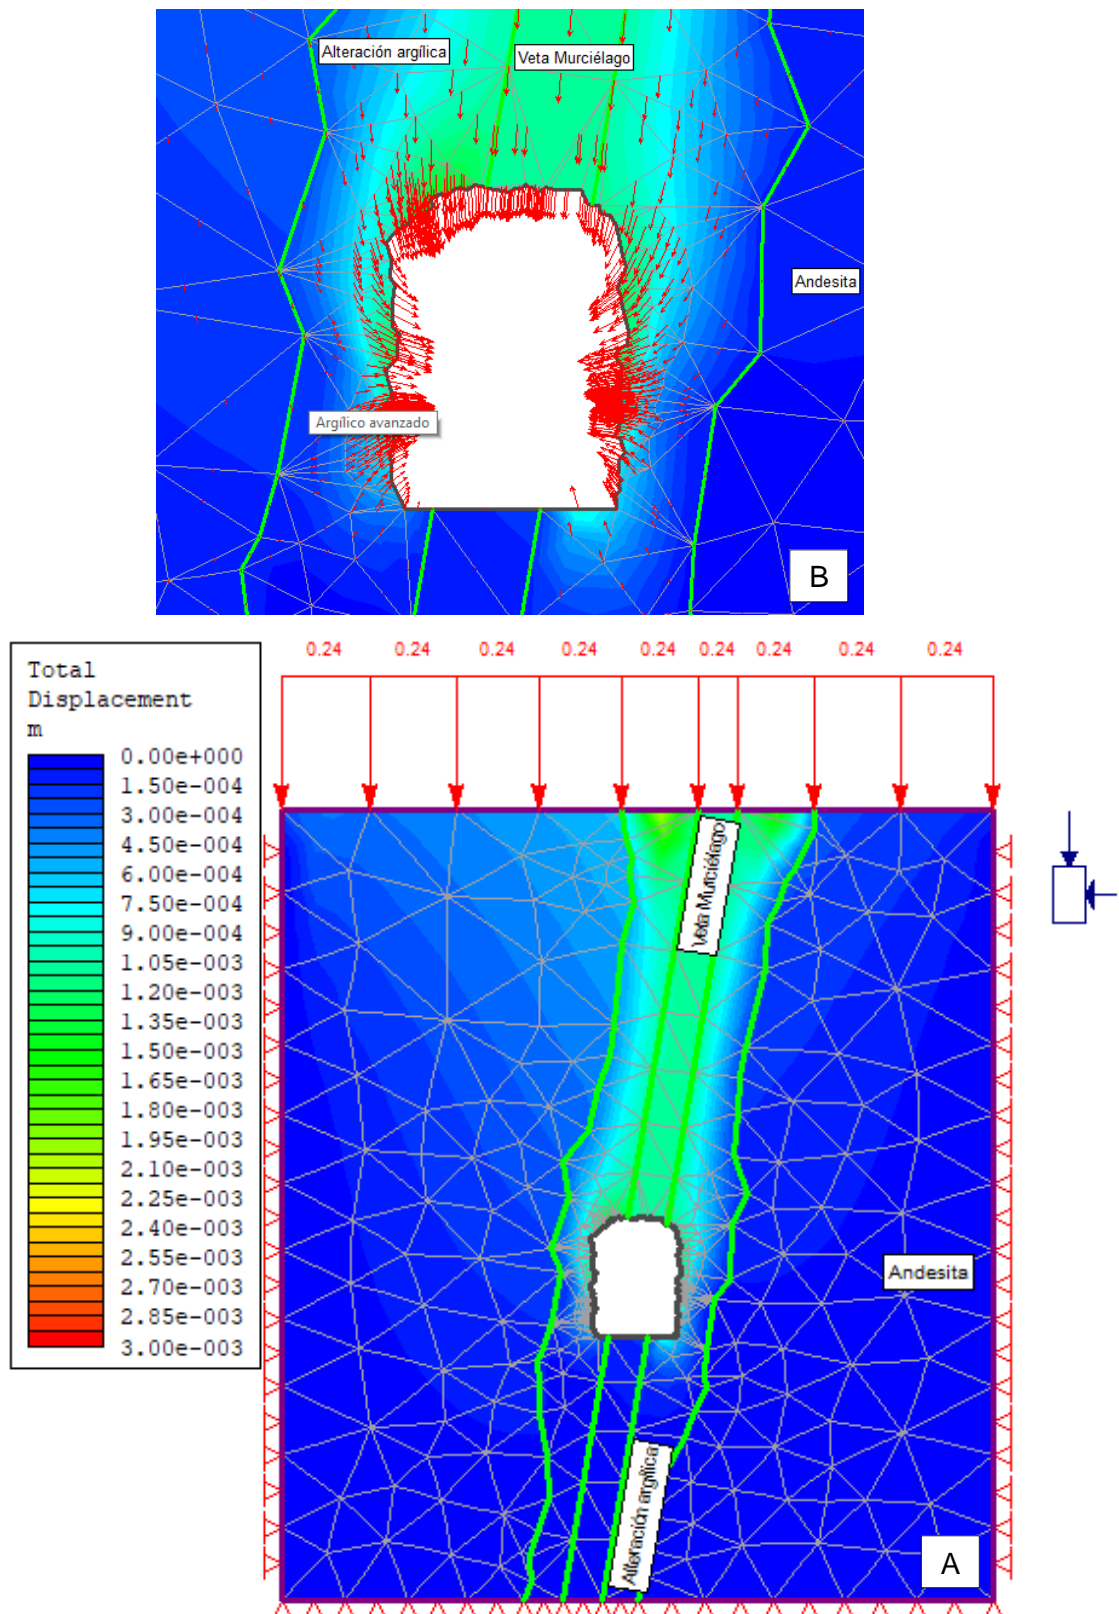 Alteración argílica
Veta Murciélago
Andesita
Argílico avanzado
B
0.24 0.24 0.24 0.24 0.24 0.24 0.24 0.24 0.24
Total
Displacement
m
0.00e+000
1.50e-004
3.00e-004
4.50e-004
6.00e-004
7.50e-004
9.00e-004
1.05e-003
1.20e-003
1.35e-003
1.50e-003
1.65e-003
1.80e-003
1.95e-003
2.10e-003
2.25e-003
2.40e-003
2.55e-003
2.70e-003
2.85e-003
3.00e-003
Veta Murciélago
Andesita
Alteración argílica
A